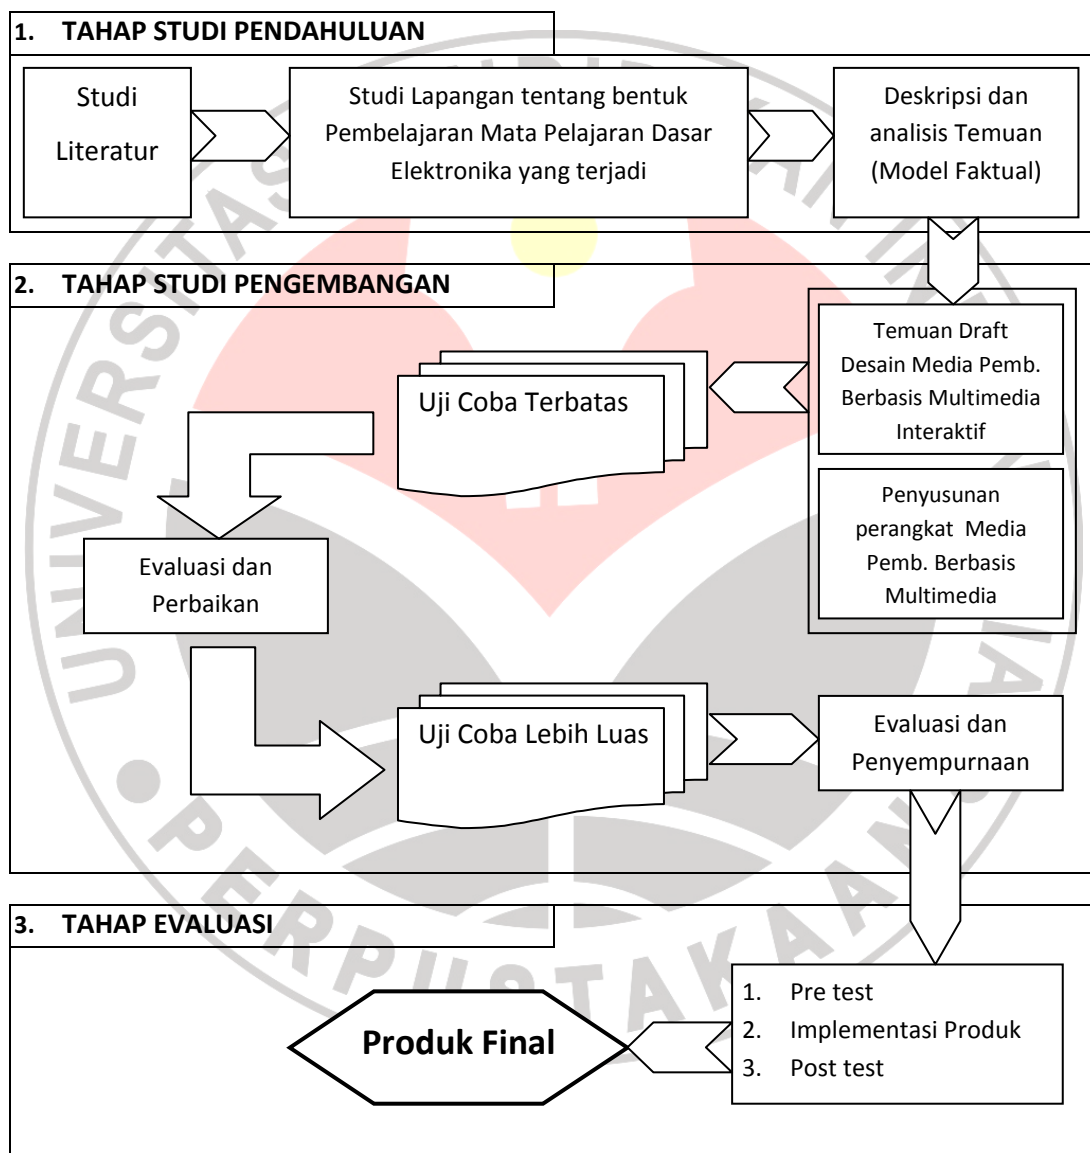 1. TAHAP STUDI PENDAHULUAN
Studi
Literatur
Studi Lapangan tentang bentuk
Pembelajaran Mata Pelajaran Dasar
Elektronika yang terjadi
Deskripsi dan
analisis Temuan
(Model Faktual)
2. TAHAP STUDI PENGEMBANGAN
Temuan Draft
Desain Media Pemb.
Berbasis Multimedia
Interaktif
Penyusunan
perangkat Media
Pemb. Berbasis
Multimedia
Uji Coba Terbatas
Evaluasi dan
Perbaikan
Uji Coba Lebih Luas
Evaluasi dan
Penyempurnaan
3. TAHAP EVALUASI
1. Pre test
2. Implementasi Produk
3. Post test
Produk Final
PERPUSTAKAAN